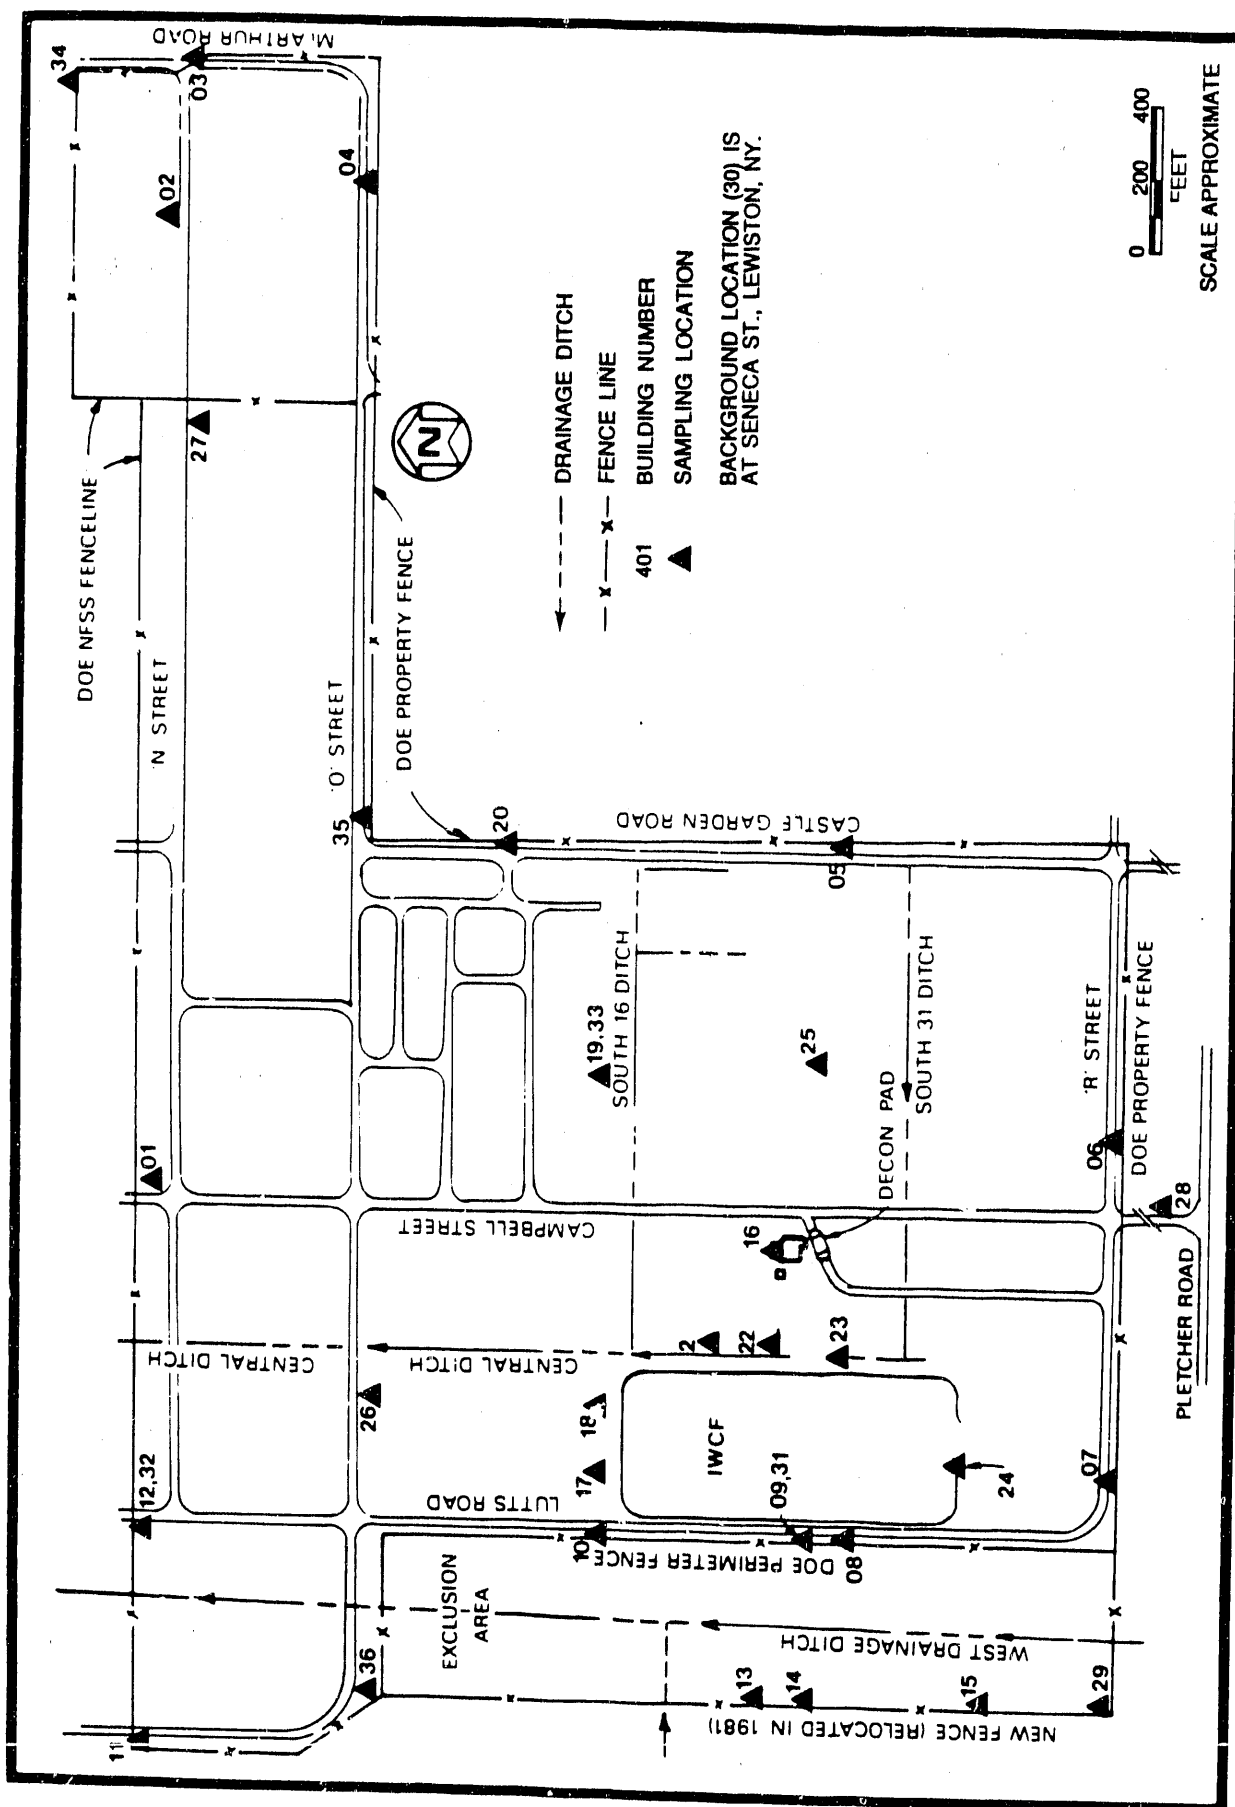 McARTHUR ROAD
34
03
02
04
27
DOE NFSS FENCELINE
'N' STREET
'O' STREET
DOE PROPERTY FENCE
N
35
20
CASTLE GARDEN ROAD
05
DRAINAGE DITCH
FENCE LINE
401 BUILDING NUMBER
SAMPLING LOCATION
BACKGROUND LOCATION (30) IS
AT SENECA ST., LEWISTON, NY.
0 200 400
FEET
SCALE APPROXIMATE
SOUTH 16 DITCH
19,33
25
SOUTH 31 DITCH
'R' STREET
DOE PROPERTY FENCE
DECON PAD
01
CAMPBELL STREET
16
06
28
PLETCHER ROAD
CENTRAL DITCH
CENTRAL DITCH
2
22
23
26
18
17
IWCF
24
07
12,32
LUTTS ROAD
10
09,31
08
DOE PERIMETER FENCE
EXCLUSION
AREA
WEST DRAINAGE DITCH
36
13
14
15
29
NEW FENCE (RELOCATED IN 1981)
11